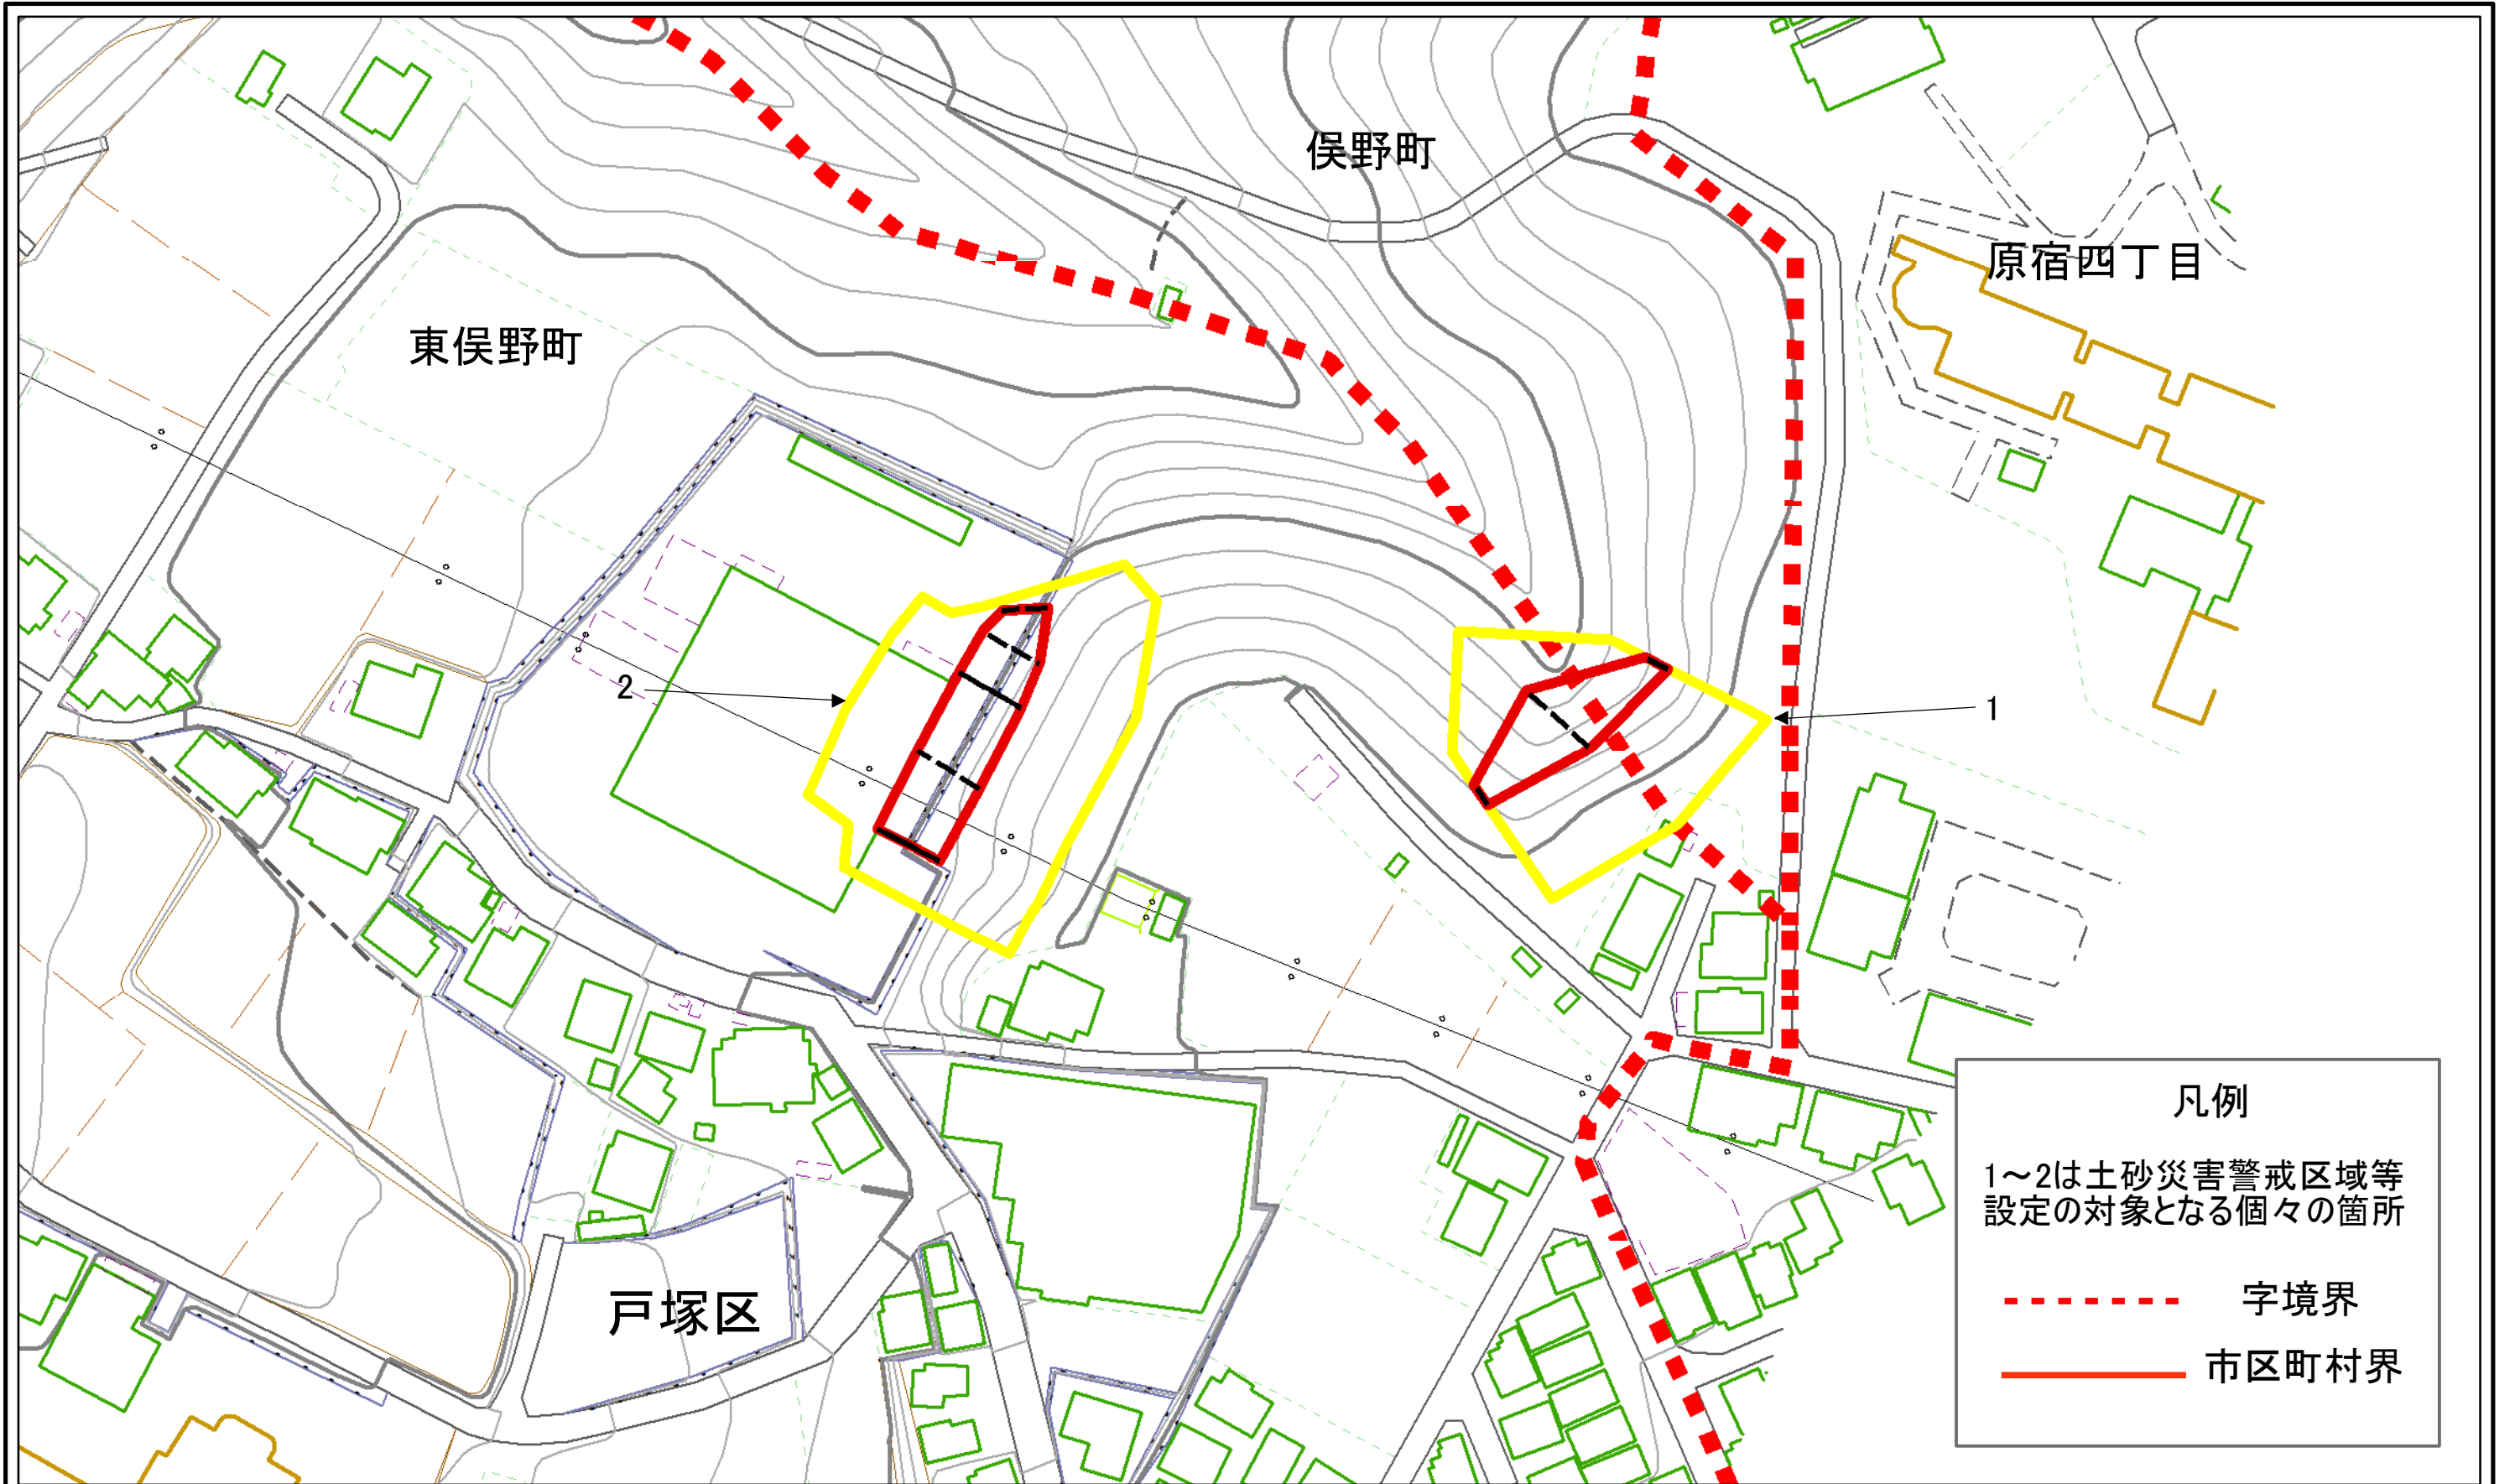 俣野町
原宿四丁目
東俣野町
2
1
戸塚区
凡例
1～2は土砂災害警戒区域等
設定の対象となる個々の箇所
字境界
市区町村界